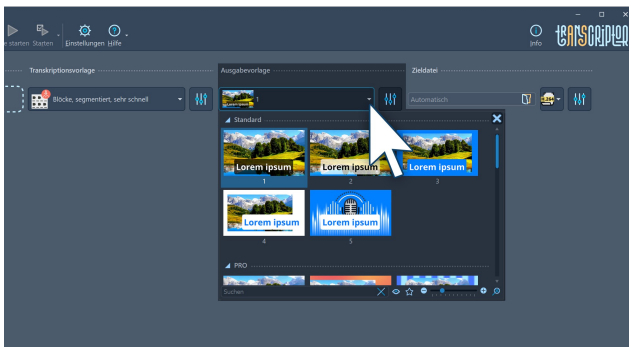 e starten Starten Einstellungen Hilfe Info
TRANSCRIPTOR
Transkriptionsvorlage Ausgabevorlage Zieldatei
Blöcke, segmentiert, sehr schnell 1 Automatisch H.264
Standard
Lorem ipsum Lorem ipsum Lorem ipsum
1 2 3
Lorem ipsum Lorem ipsum
4 5
PRO
Suchen